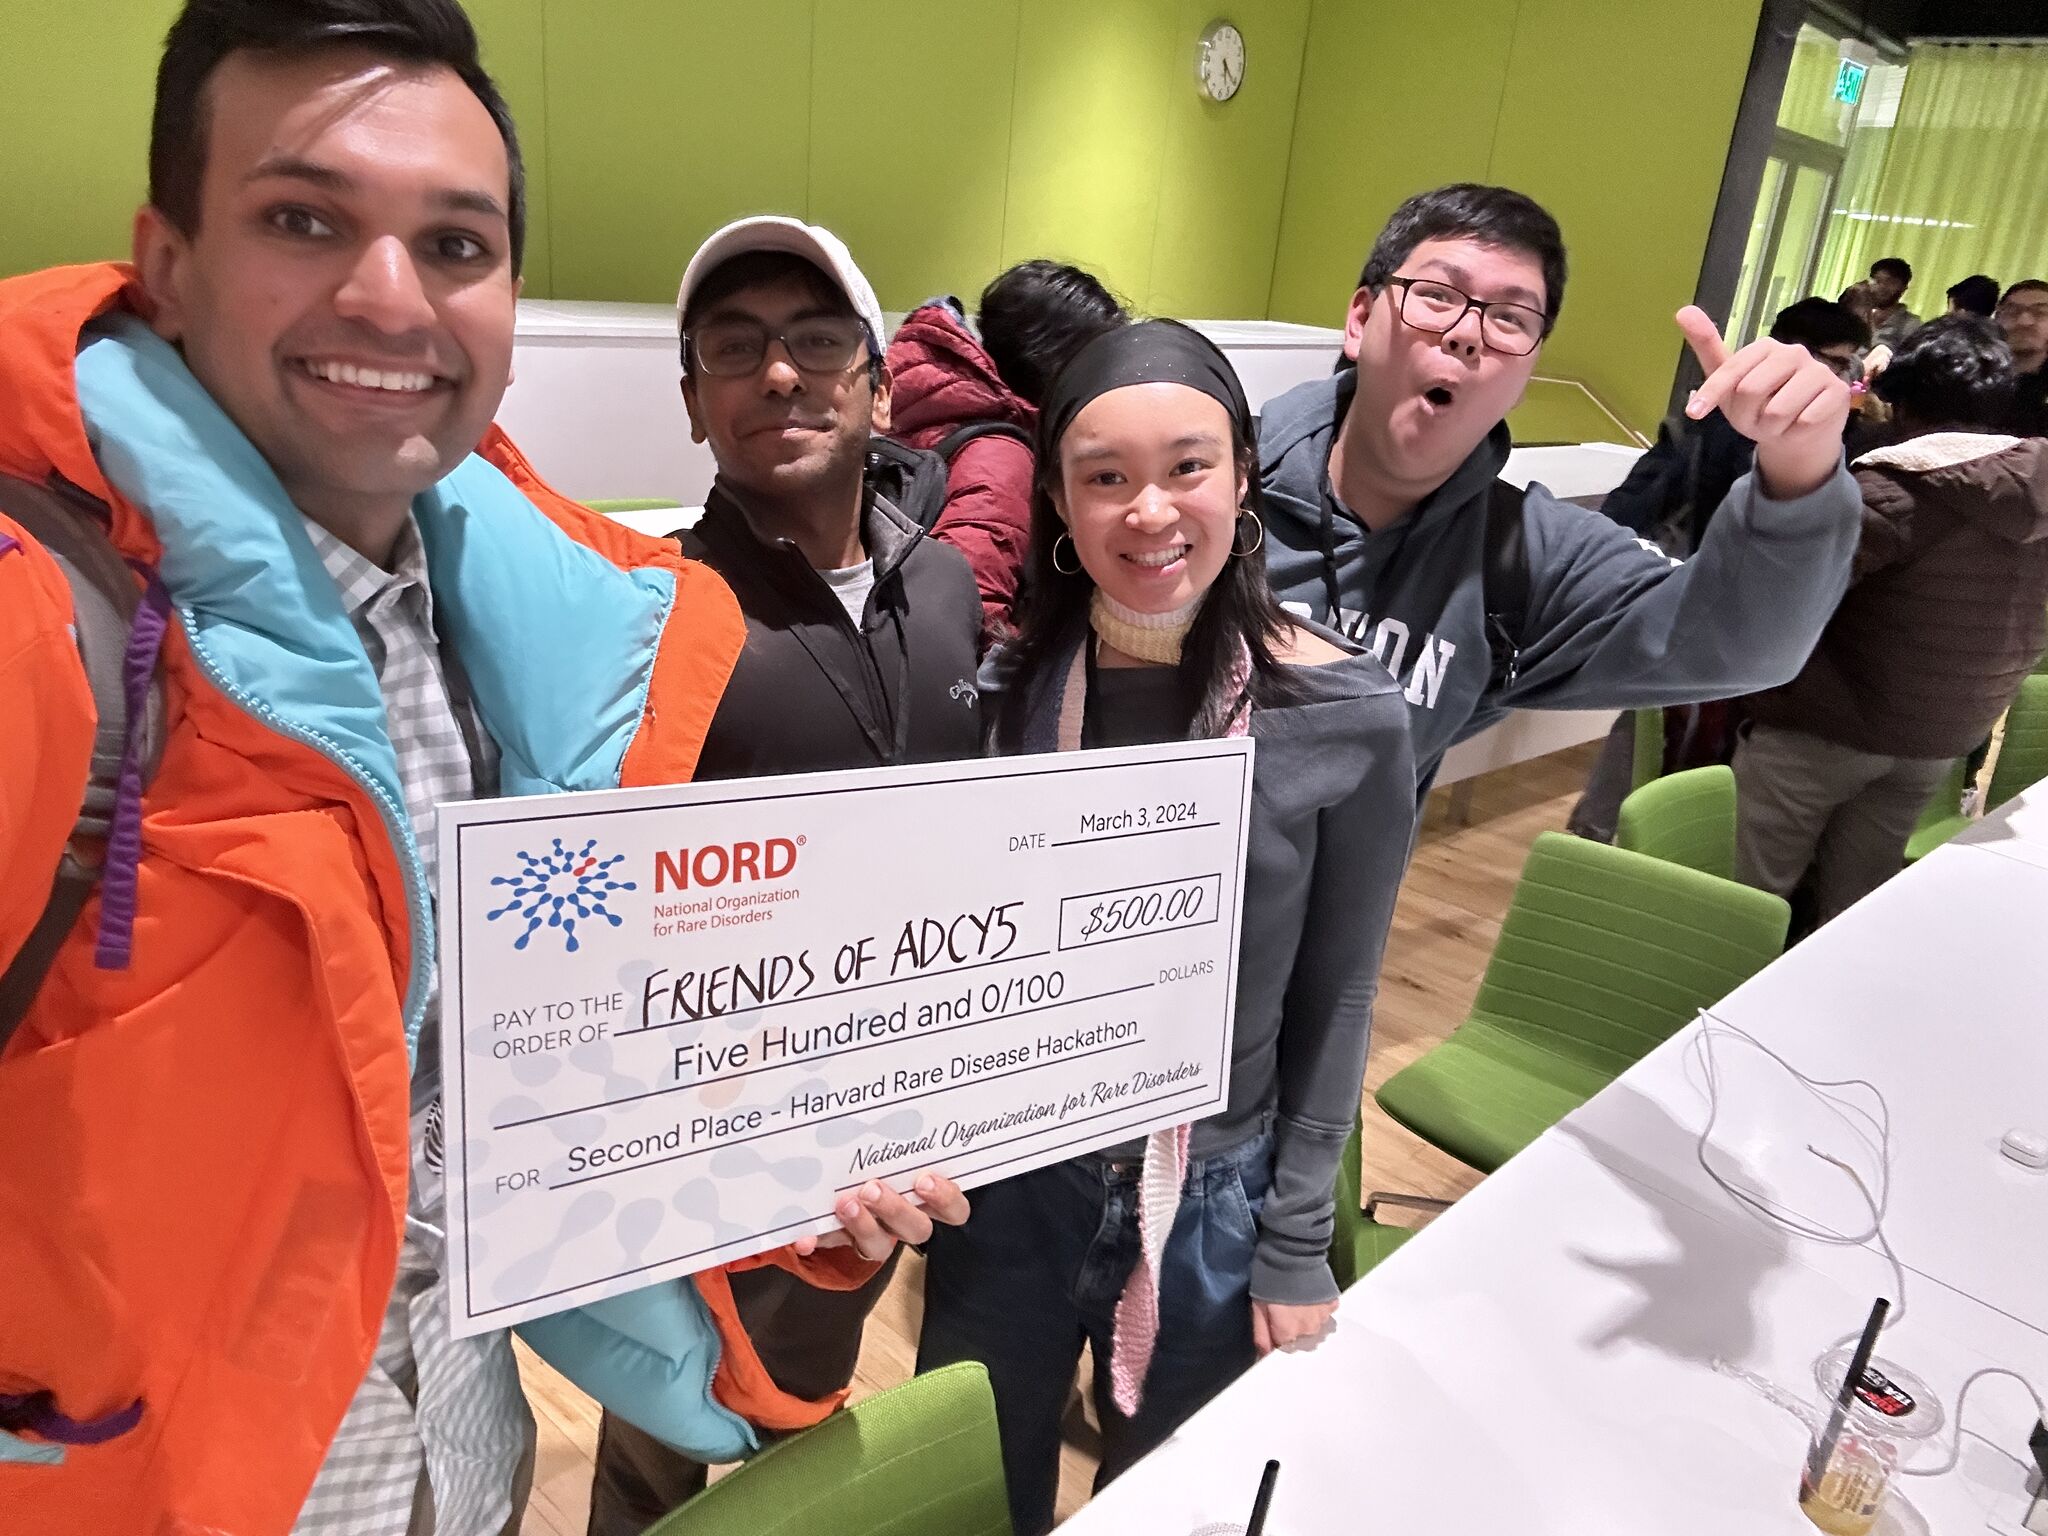 NORD®
National Organization
for Rare Disorders
DATE March 3, 2024
PAY TO THE
ORDER OF FRIENDS OF ADCY5 $500.00
Five Hundred and 0/100 DOLLARS
FOR Second Place - Harvard Rare Disease Hackathon
National Organization for Rare Disorders
Callaway
EXIT